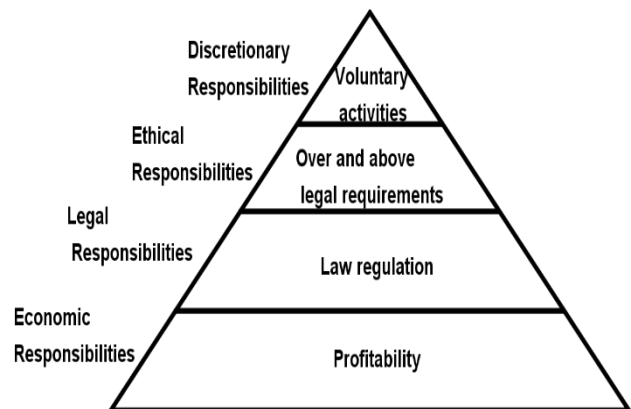 Discretionary
Responsibilities
Voluntary
activities
Ethical
Responsibilities
Over and above
legal requirements
Legal
Responsibilities
Law regulation
Economic
Responsibilities
Profitability